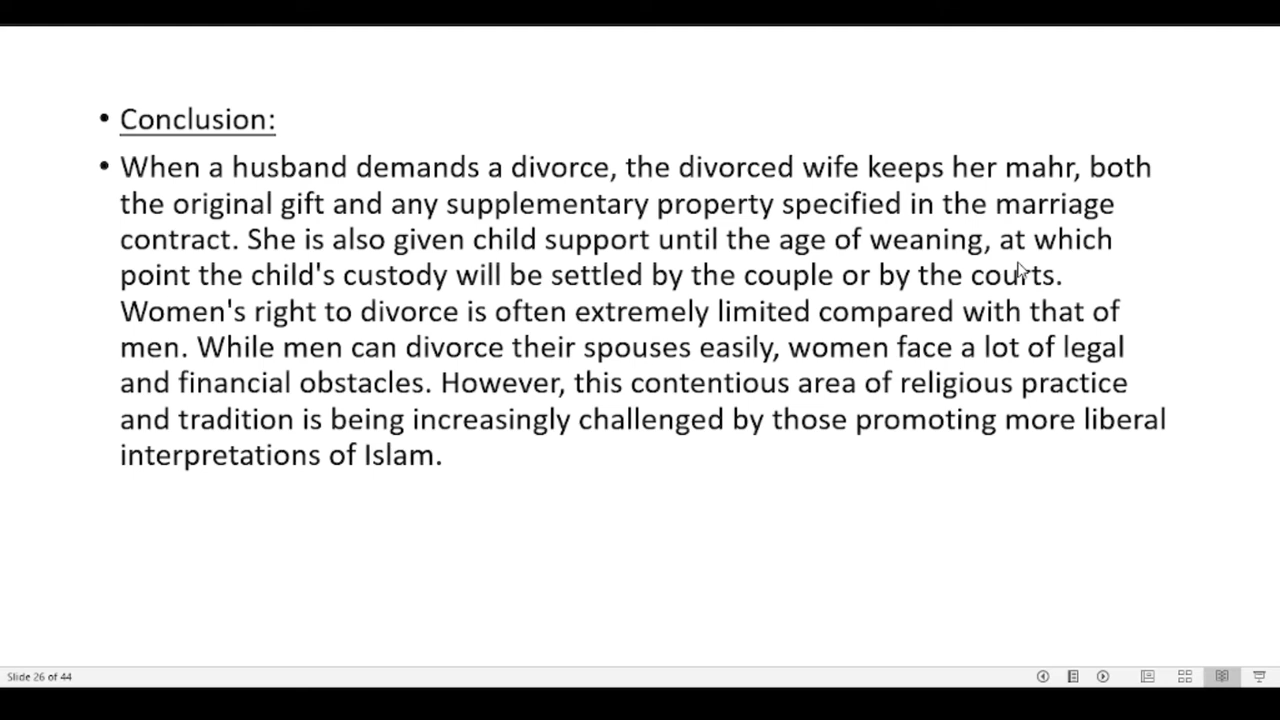 • Conclusion:
• When a husband demands a divorce, the divorced wife keeps her mahr, both
the original gift and any supplementary property specified in the marriage
contract. She is also given child support until the age of weaning, at which
point the child's custody will be settled by the couple or by the courts.
Women's right to divorce is often extremely limited compared with that of
men. While men can divorce their spouses easily, women face a lot of legal
and financial obstacles. However, this contentious area of religious practice
and tradition is being increasingly challenged by those promoting more liberal
interpretations of Islam.
Slide 26 of 44